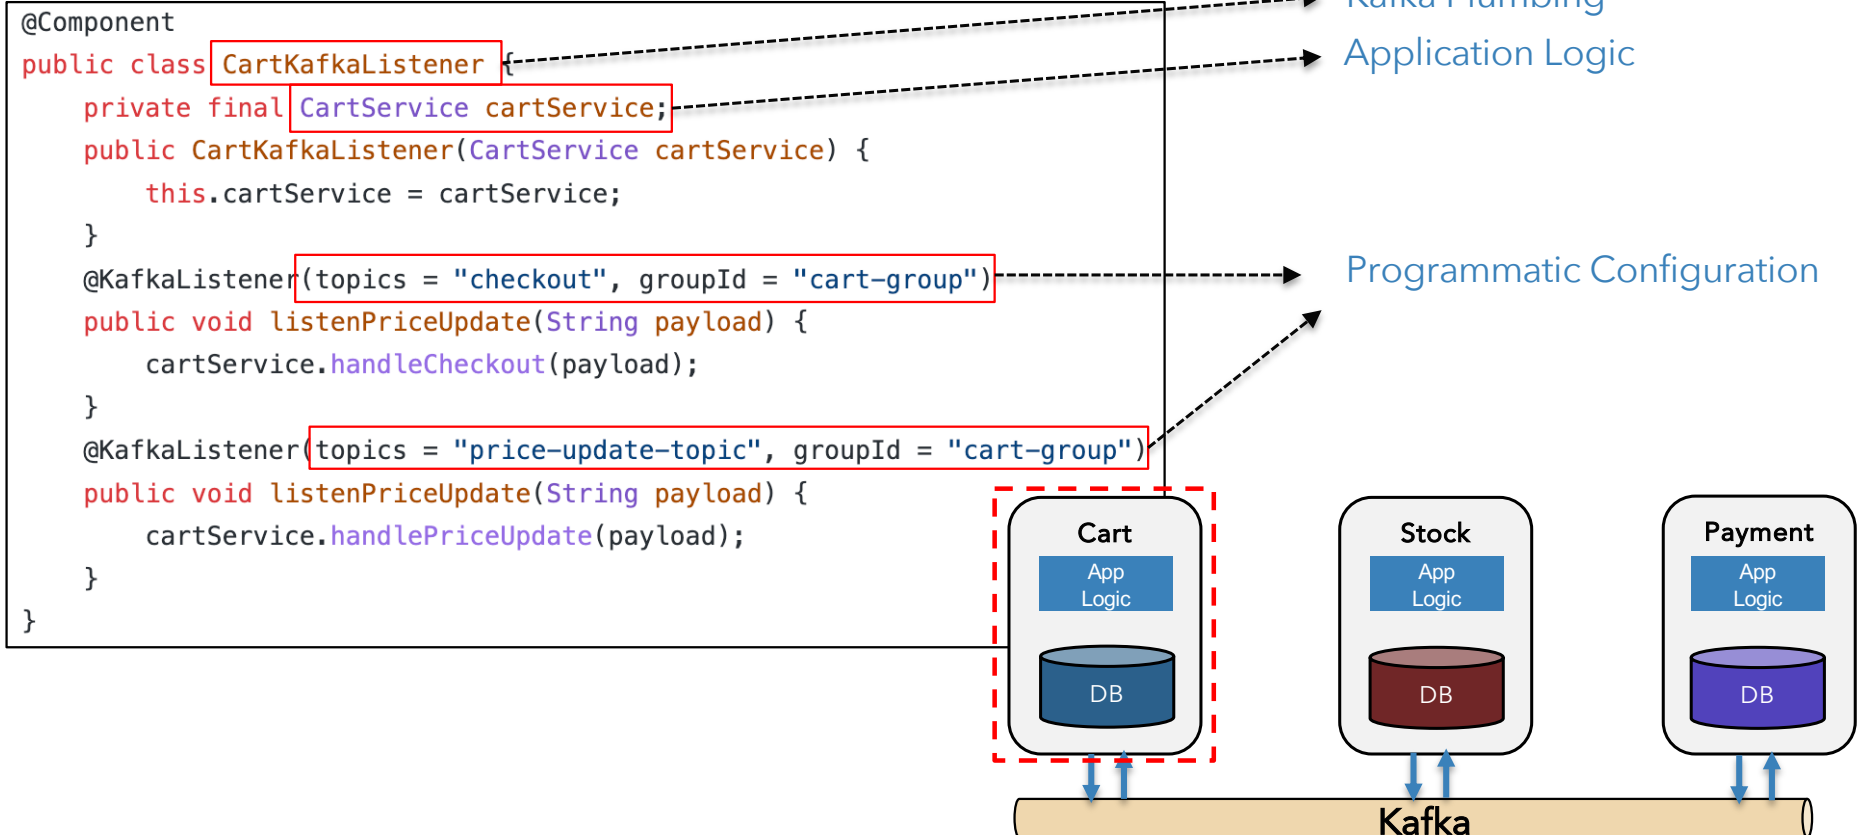 @Component
public class CartKafkaListener {
private final CartService cartService;
public CartKafkaListener(CartService cartService) {
this.cartService = cartService;
}
@KafkaListener(topics = "checkout", groupId = "cart-group")
public void listenPriceUpdate(String payload) {
cartService.handleCheckout(payload);
}
@KafkaListener(topics = "price-update-topic", groupId = "cart-group")
public void listenPriceUpdate(String payload) {
cartService.handlePriceUpdate(payload);
}
}
Kafka Plumbing
Application Logic
Programmatic Configuration
Cart
App
Logic
DB
Stock
App
Logic
DB
Payment
App
Logic
DB
Kafka